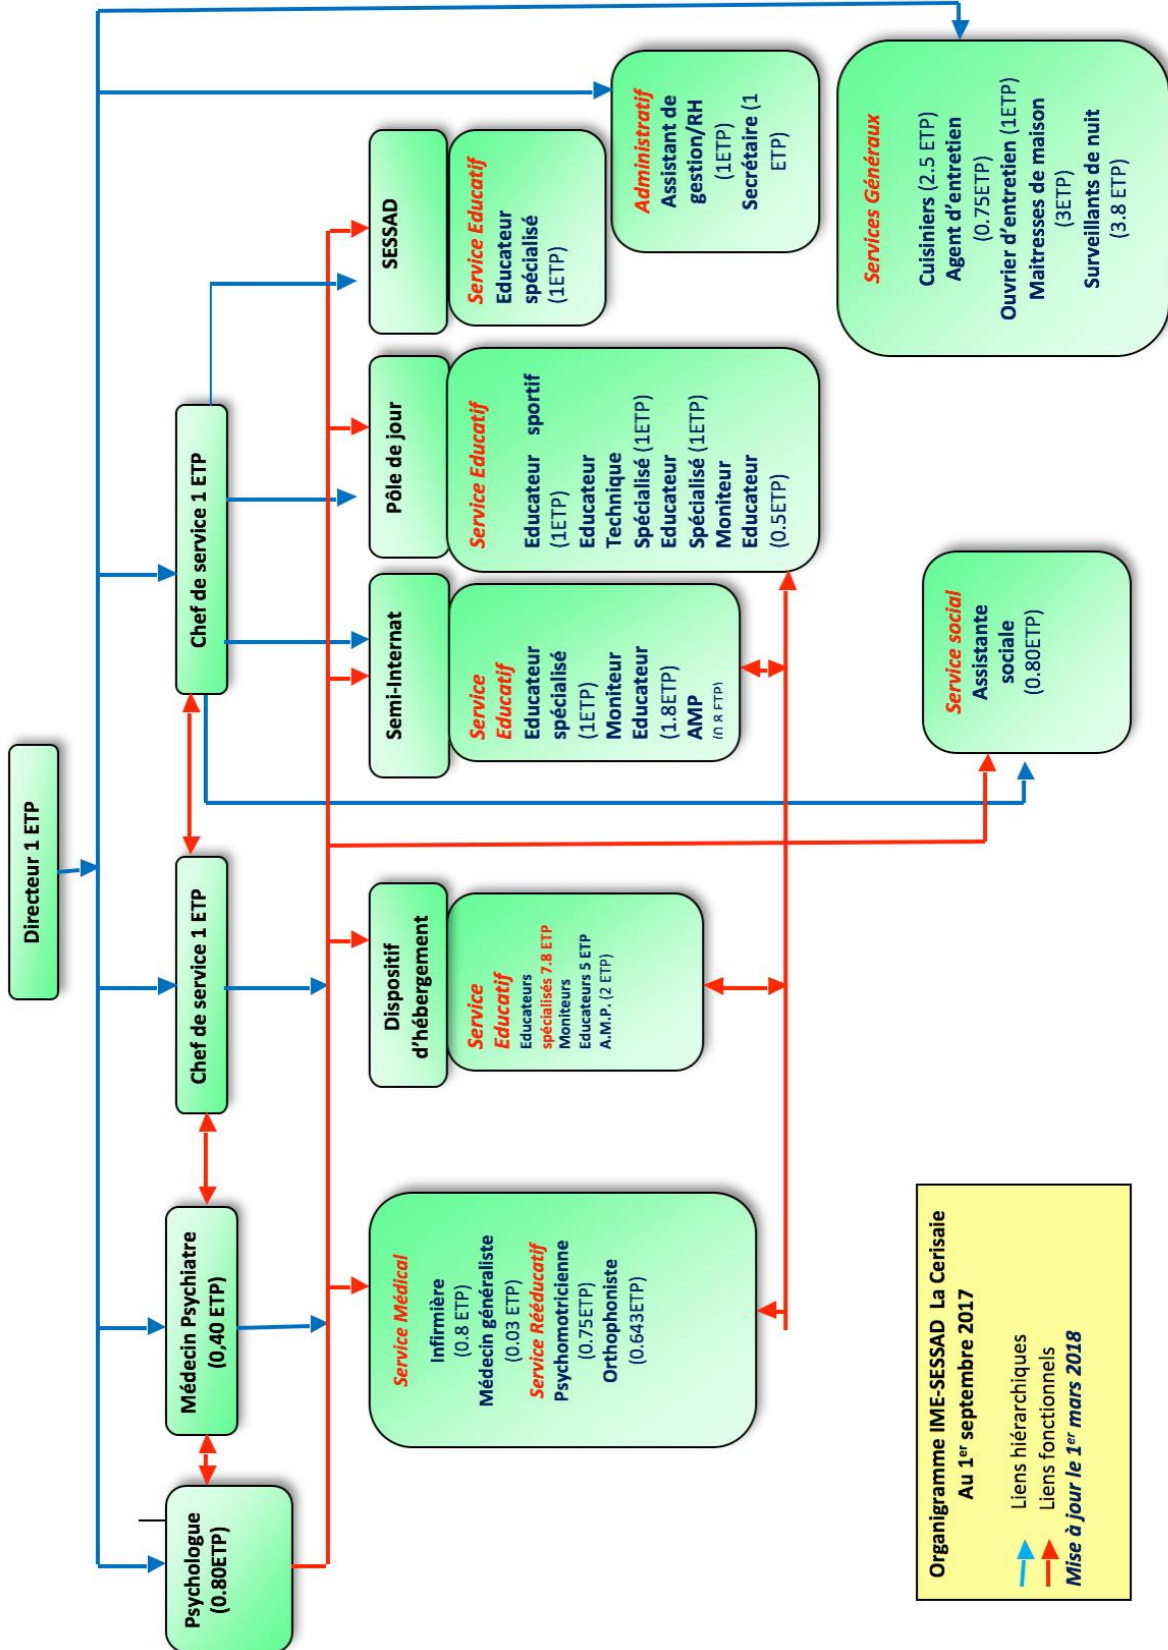 Directeur 1 ETP
Psychologue
(0.80ETP)
Médecin Psychiatre
(0,40 ETP)
Chef de service 1 ETP
Chef de service 1 ETP
Service Médical
Infirmière
(0.8 ETP)
Médecin généraliste
(0.03 ETP)
Service Rééducatif
Psychomotricienne
(0.75ETP)
Orthophoniste
(0.643ETP)
Dispositif
d'hébergement
Service
Educatif
Educateurs
spécialisés 7.8 ETP
Moniteurs
Educateurs 5 ETP
A.M.P. (2 ETP)
Semi-Internat
Service
Educatif
Educateur
spécialisé
(1ETP)
Moniteur
Educateur
(1.8ETP)
AMP
(0.8 ETP)
Pôle de jour
Service Educatif
Educateur sportif
(1ETP)
Educateur
Technique
Spécialisé (1ETP)
Educateur
Spécialisé (1ETP)
Moniteur
Educateur
(0.5ETP)
SESSAD
Service Educatif
Educateur
spécialisé
(1ETP)
Administratif
Assistant de
gestion/RH
(1ETP)
Secrétaire (1
ETP)
Services Généraux
Cuisiniers (2.5 ETP)
Agent d'entretien
(0.75ETP)
Ouvrier d'entretien (1ETP)
Maitresses de maison
(3ETP)
Surveillants de nuit
(3.8 ETP)
Service social
Assistante
sociale
(0.80ETP)
Organigramme IME-SESSAD La Cerisaie
Au 1er septembre 2017
Liens hiérarchiques
Liens fonctionnels
Mise à jour le 1er mars 2018